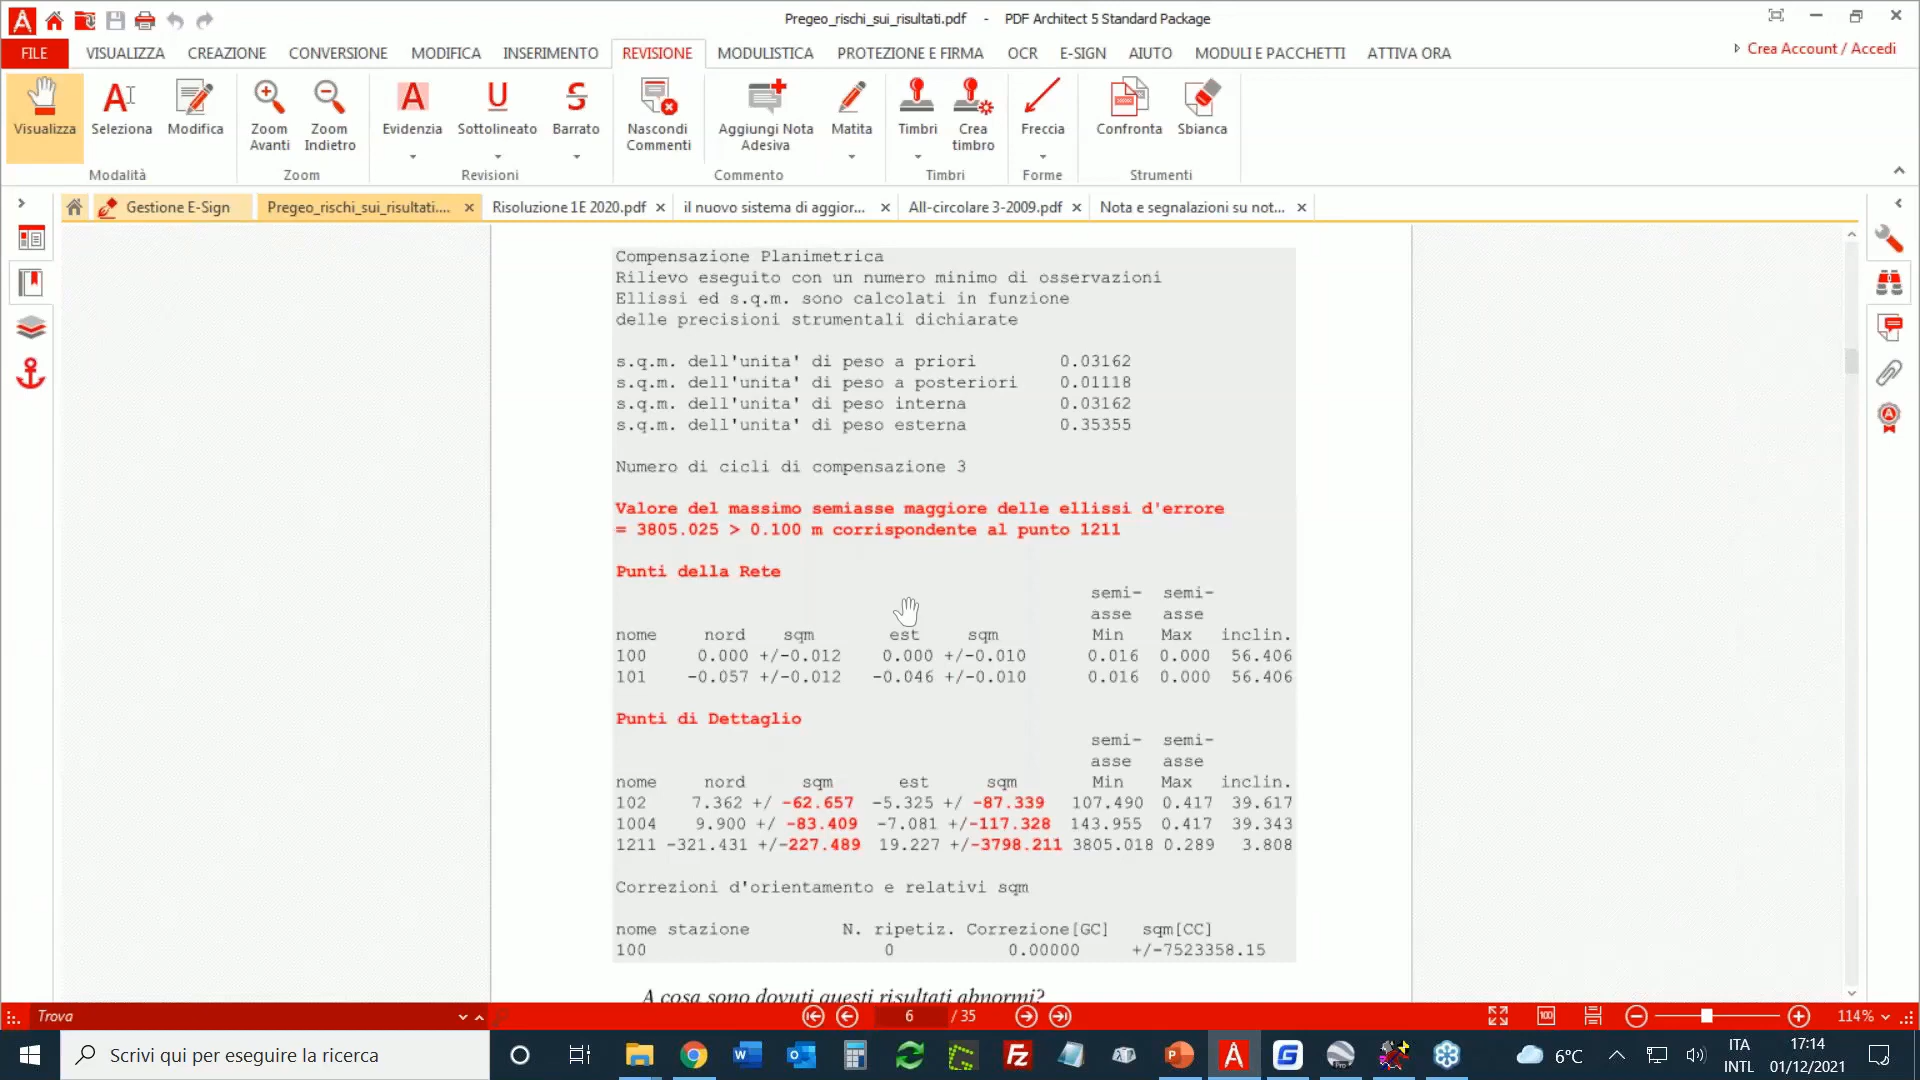 Pregeo_rischi_sui_risultati.pdf - PDF Architect 5 Standard Package
FILE VISUALIZZA CREAZIONE CONVERSIONE MODIFICA INSERIMENTO REVISIONE MODULISTICA PROTEZIONE E FIRMA OCR E-SIGN AIUTO MODULI E PACCHETTI ATTIVA ORA Crea Account / Accedi
Visualizza Seleziona Modifica Zoom Avanti Zoom Indietro Evidenzia Sottolineato Barrato Nascondi Commenti Aggiungi Nota Adesiva Matita Timbri Crea timbro Freccia Confronta Sbianca
Modalità Zoom Revisioni Commento Timbri Forme Strumenti
Gestione E-Sign Pregeo_rischi_sui_risultati.... Risoluzione 1E 2020.pdf il nuovo sistema di aggior... All-circolare 3-2009.pdf Nota e segnalazioni su not...
Compensazione Planimetrica
Rilievo eseguito con un numero minimo di osservazioni
Ellissi ed s.q.m. sono calcolati in funzione
delle precisioni strumentali dichiarate
s.q.m. dell'unita' di peso a priori 0.03162
s.q.m. dell'unita' di peso a posteriori 0.01118
s.q.m. dell'unita' di peso interna 0.03162
s.q.m. dell'unita' di peso esterna 0.35355
Numero di cicli di compensazione 3
Valore del massimo semiasse maggiore delle ellissi d'errore
= 3805.025 > 0.100 m corrispondente al punto 1211
Punti della Rete
semi- semi-
asse asse
nome nord sqm est sqm Min Max inclin.
100 0.000 +/-0.012 0.000 +/-0.010 0.016 0.000 56.406
101 -0.057 +/-0.012 -0.046 +/-0.010 0.016 0.000 56.406
Punti di Dettaglio
semi- semi-
asse asse
nome nord sqm est sqm Min Max inclin.
102 7.362 +/ -62.657 -5.325 +/ -87.339 107.490 0.417 39.617
1004 9.900 +/ -83.409 -7.081 +/-117.328 143.955 0.417 39.343
1211 -321.431 +/-227.489 19.227 +/-3798.211 3805.018 0.289 3.808
Correzioni d'orientamento e relativi sqm
nome stazione N. ripetiz. Correzione[GC] sqm[CC]
100 0 0.00000 +/-7523358.15
A cosa sono dovuti questi risultati abnormi?
Trova 6 / 35 114%
Scrivi qui per eseguire la ricerca 6°C ITA 17:14
INTL 01/12/2021